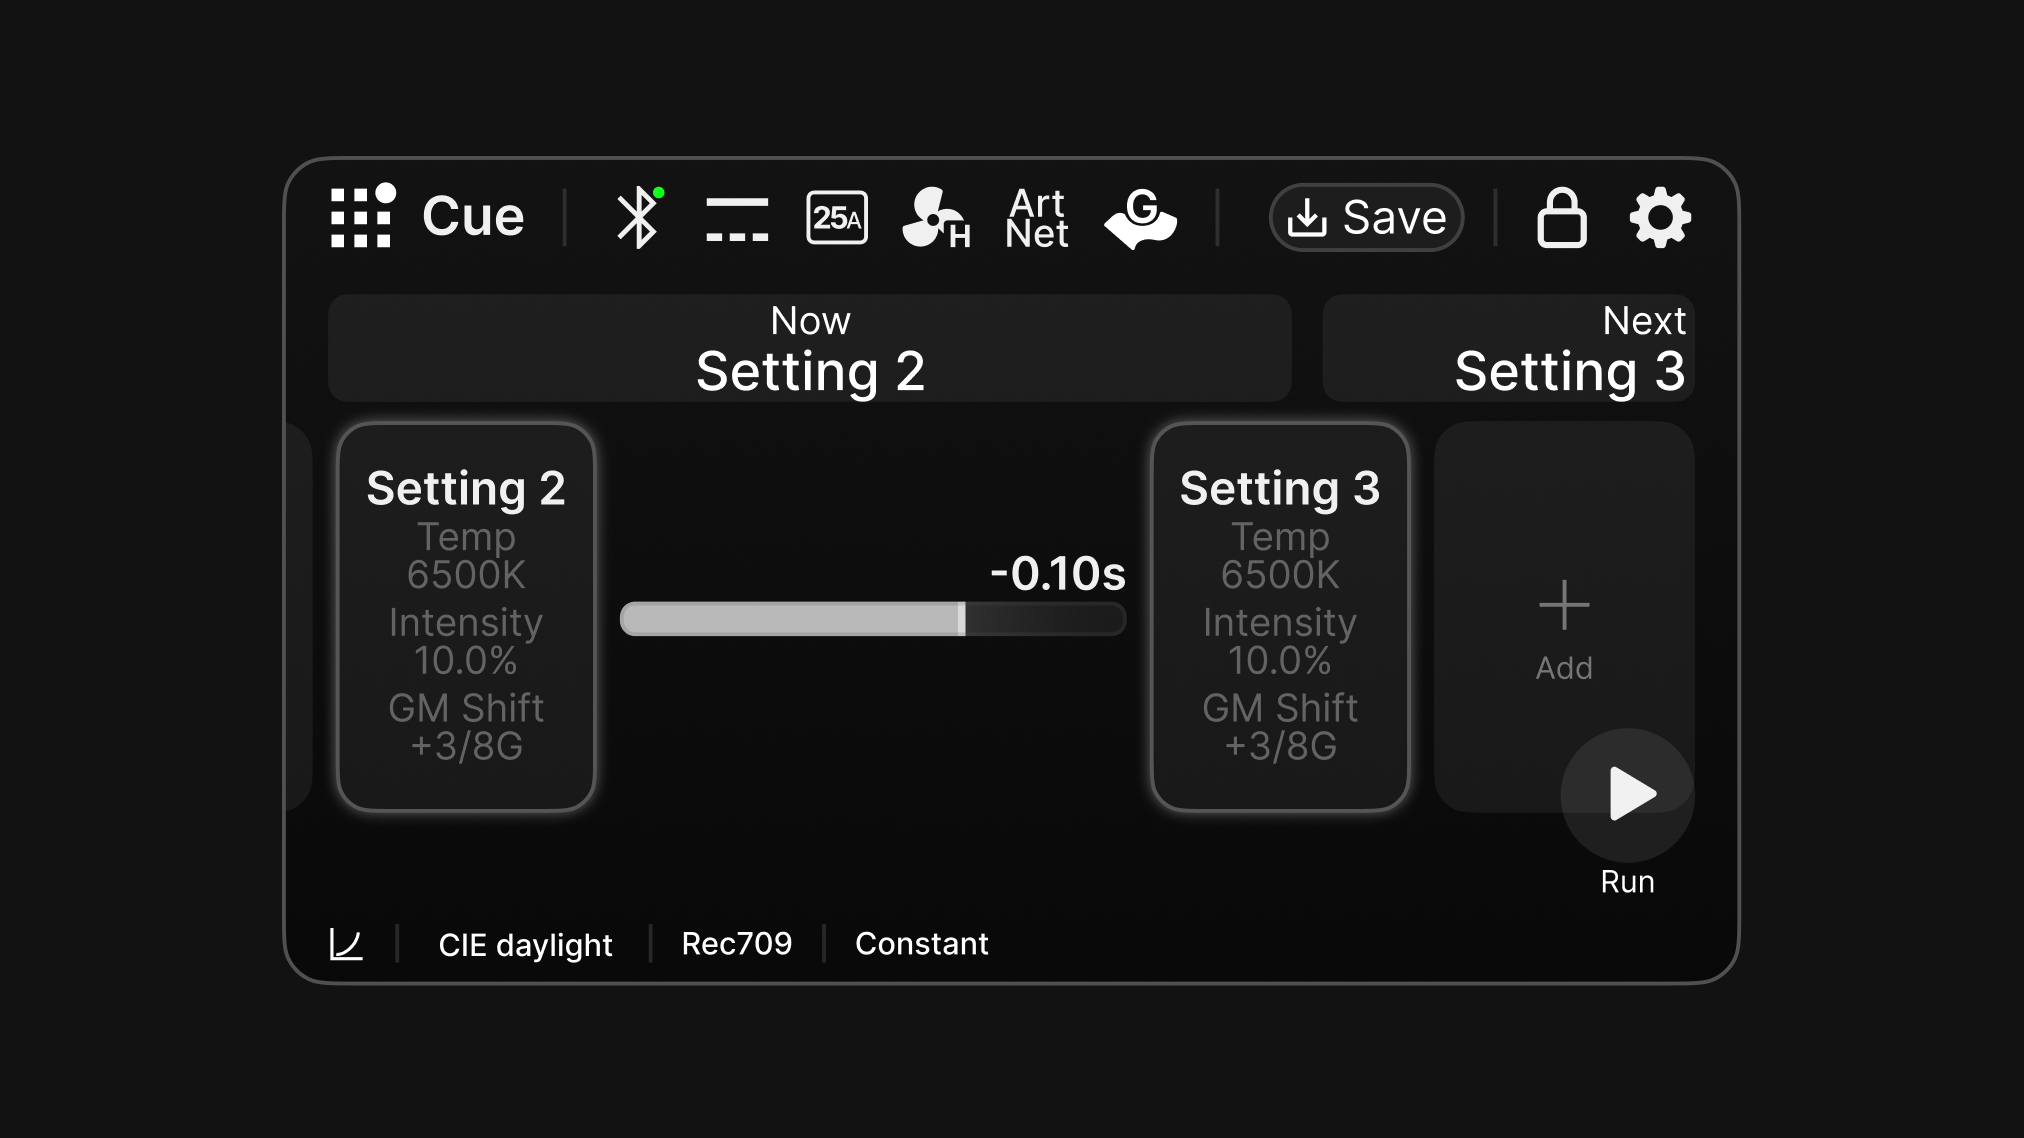 Cue
25A
H
Art
Net
G
Save
Now
Setting 2
Next
Setting 3
Setting 2
Temp
6500K
Intensity
10.0%
GM Shift
+3/8G
-0.10s
Setting 3
Temp
6500K
Intensity
10.0%
GM Shift
+3/8G
Add
Run
CIE daylight
Rec709
Constant